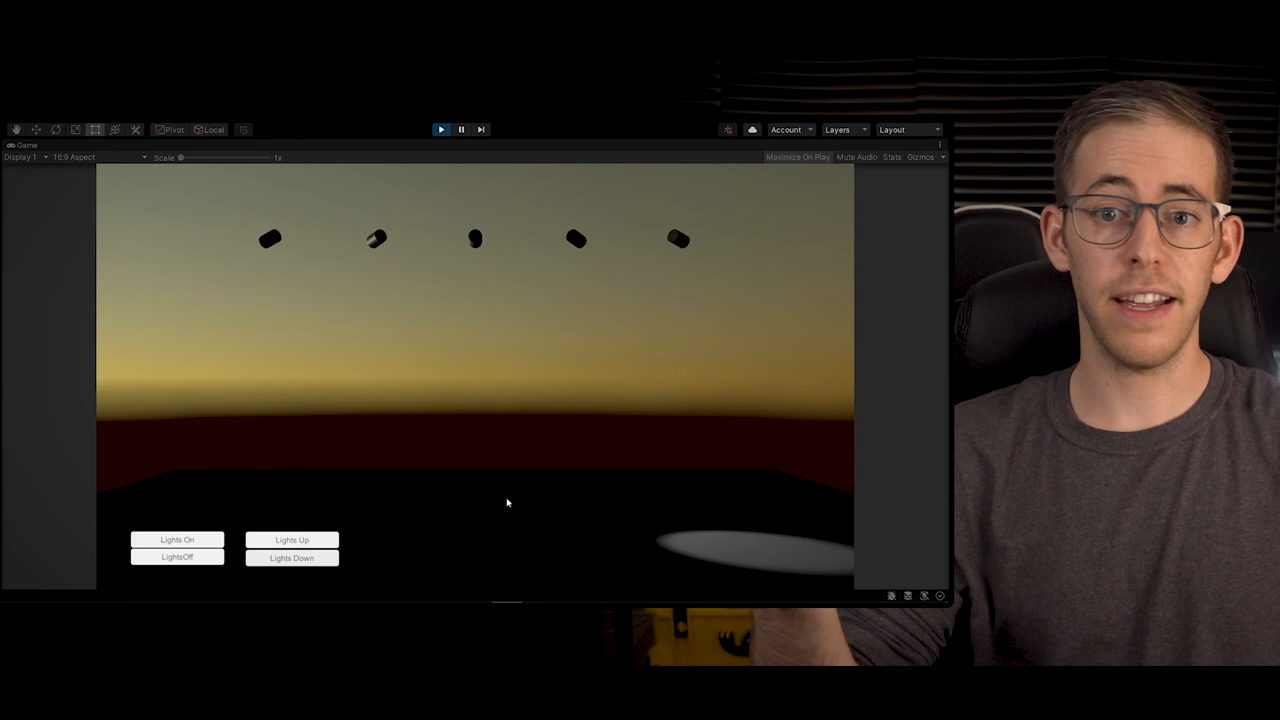 Pivot Local Account Layers Layout
Game
Display 1 16:9 Aspect Scale 1x Maximize On Play Mute Audio Stats Gizmos
Lights On Lights Up
LightsOff Lights Down